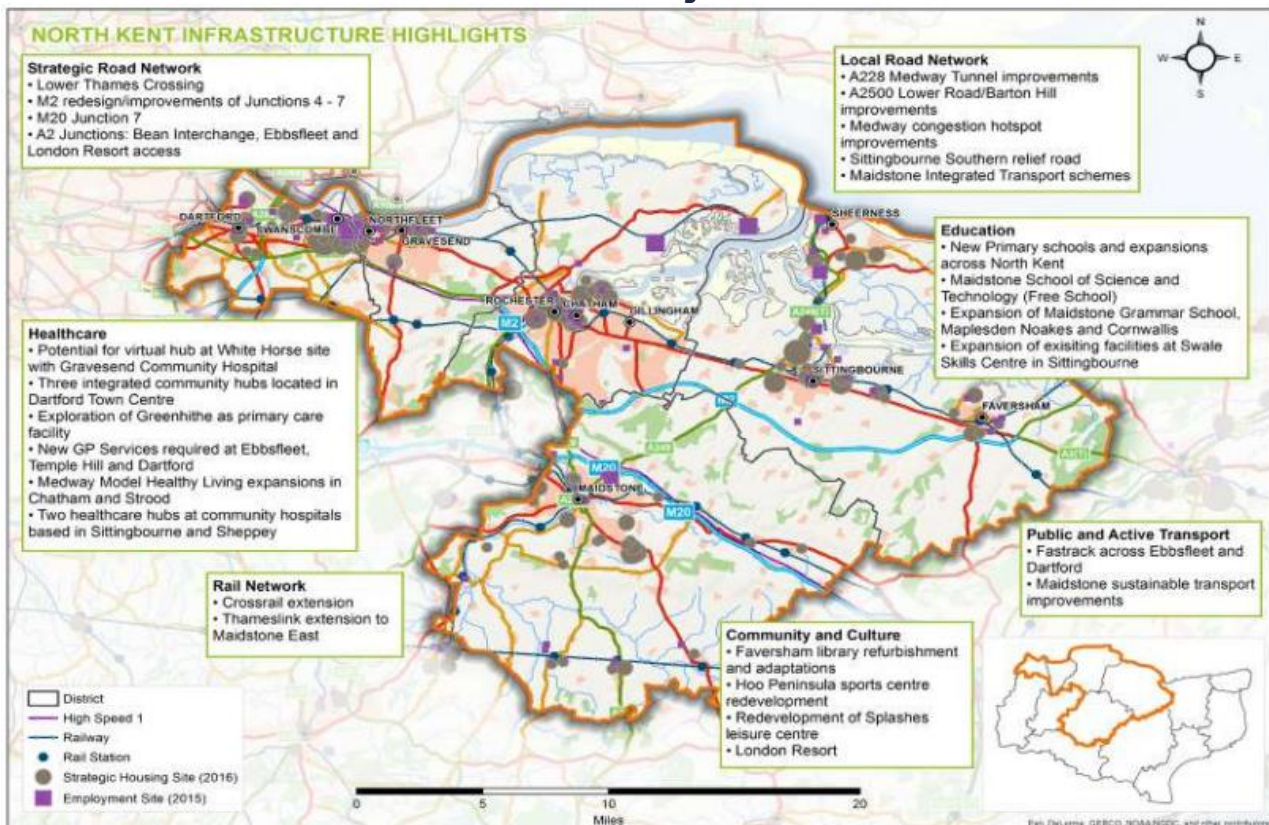 NORTH KENT INFRASTRUCTURE HIGHLIGHTS
Strategic Road Network
• Lower Thames Crossing
• M2 redesign/improvements of Junctions 4 - 7
• M20 Junction 7
• A2 Junctions: Bean Interchange, Ebbsfleet and
London Resort access
Local Road Network
• A228 Medway Tunnel improvements
• A2500 Lower Road/Barton Hill
improvements
• Medway congestion hotspot
improvements
• Sittingbourne Southern relief road
• Maidstone Integrated Transport schemes
N
W
E
S
DARTFORD
SWANSCOMBE
NORTHFLEET
GRAVESEND
SHEERNESS
ROCHESTER
CHATHAM
GILLINGHAM
M2
SITTINGBOURNE
FAVERSHAM
M20
MAIDSTONE
M20
Education
• New Primary schools and expansions
across North Kent
• Maidstone School of Science and
Technology (Free School)
• Expansion of Maidstone Grammar School,
Maplesden Noakes and Cornwallis
• Expansion of exisiting facilities at Swale
Skills Centre in Sittingbourne
Healthcare
• Potential for virtual hub at White Horse site
with Gravesend Community Hospital
• Three integrated community hubs located in
Dartford Town Centre
• Exploration of Greenhithe as primary care
facility
• New GP Services required at Ebbsfleet,
Temple Hill and Dartford
• Medway Model Healthy Living expansions in
Chatham and Strood
• Two healthcare hubs at community hospitals
based in Sittingbourne and Sheppey
Public and Active Transport
• Fastrack across Ebbsfleet and
Dartford
• Maidstone sustainable transport
improvements
Rail Network
• Crossrail extension
• Thameslink extension to
Maidstone East
Community and Culture
• Faversham library refurbishment
and adaptations
• Hoo Peninsula sports centre
redevelopment
• Redevelopment of Splashes
leisure centre
• London Resort
District
High Speed 1
Railway
Rail Station
Strategic Housing Site (2016)
Employment Site (2015)
0 5 10 20
Miles